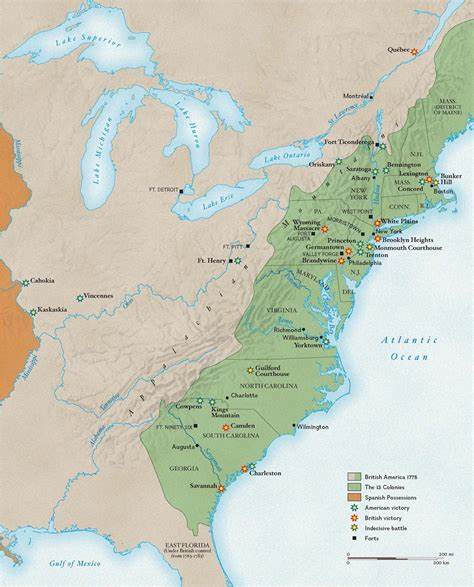 Lake Superior
Québec
Montréal
St. Lawrence
MASS.
(DISTRICT
OF MAINE)
Lake Michigan
Lake Huron
Fort Ticonderoga
Lake Ontario
Oriskany
Bennington
Saratoga
N.H.
Albany
Lexington
Bunker
Hill
MASS.
Concord
Boston
NEW
YORK
CONN.
R.I.
Lake Erie
FT. DETROIT
Wyoming
Massacre
WEST POINT
White Plains
PA.
MORRISTOWN
New York
FORT
AUGUSTA
Brooklyn Heights
Princeton
Monmouth Courthouse
Germantown
VALLEY FORGE
Trenton
Brandywine
Philadelphia
N.J.
FT. PITT
Ft. Henry
MARYLAND
DEL.
Cahokia
Kaskaskia
Vincennes
VIRGINIA
James
Richmond
Williamsburg
Yorktown
Atlantic
Ocean
Appalachian
Mountains
Mississippi
Tennessee
Alabama
Guilford
Courthouse
NORTH CAROLINA
Charlotte
Cowpens
Kings
Mountain
FT. NINETY SIX
Camden
Wilmington
SOUTH CAROLINA
Augusta
GEORGIA
Charleston
Savannah
EAST FLORIDA
(Under British control
from 1763-1783)
Gulf of Mexico
British America 1775
The 13 Colonies
Spanish Possessions
American victory
British victory
Indecisive battle
Forts
0
200 mi
0
300 km